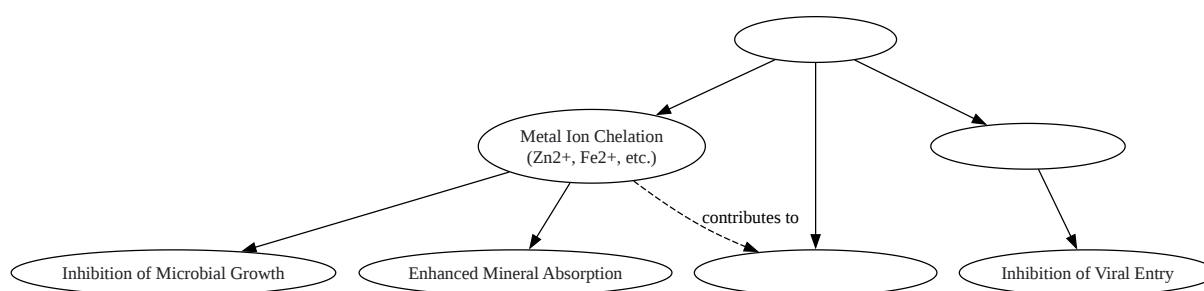 Metal Ion Chelation
(Zn2+, Fe2+, etc.)
contributes to
Inhibition of Microbial Growth
Enhanced Mineral Absorption
Inhibition of Viral Entry